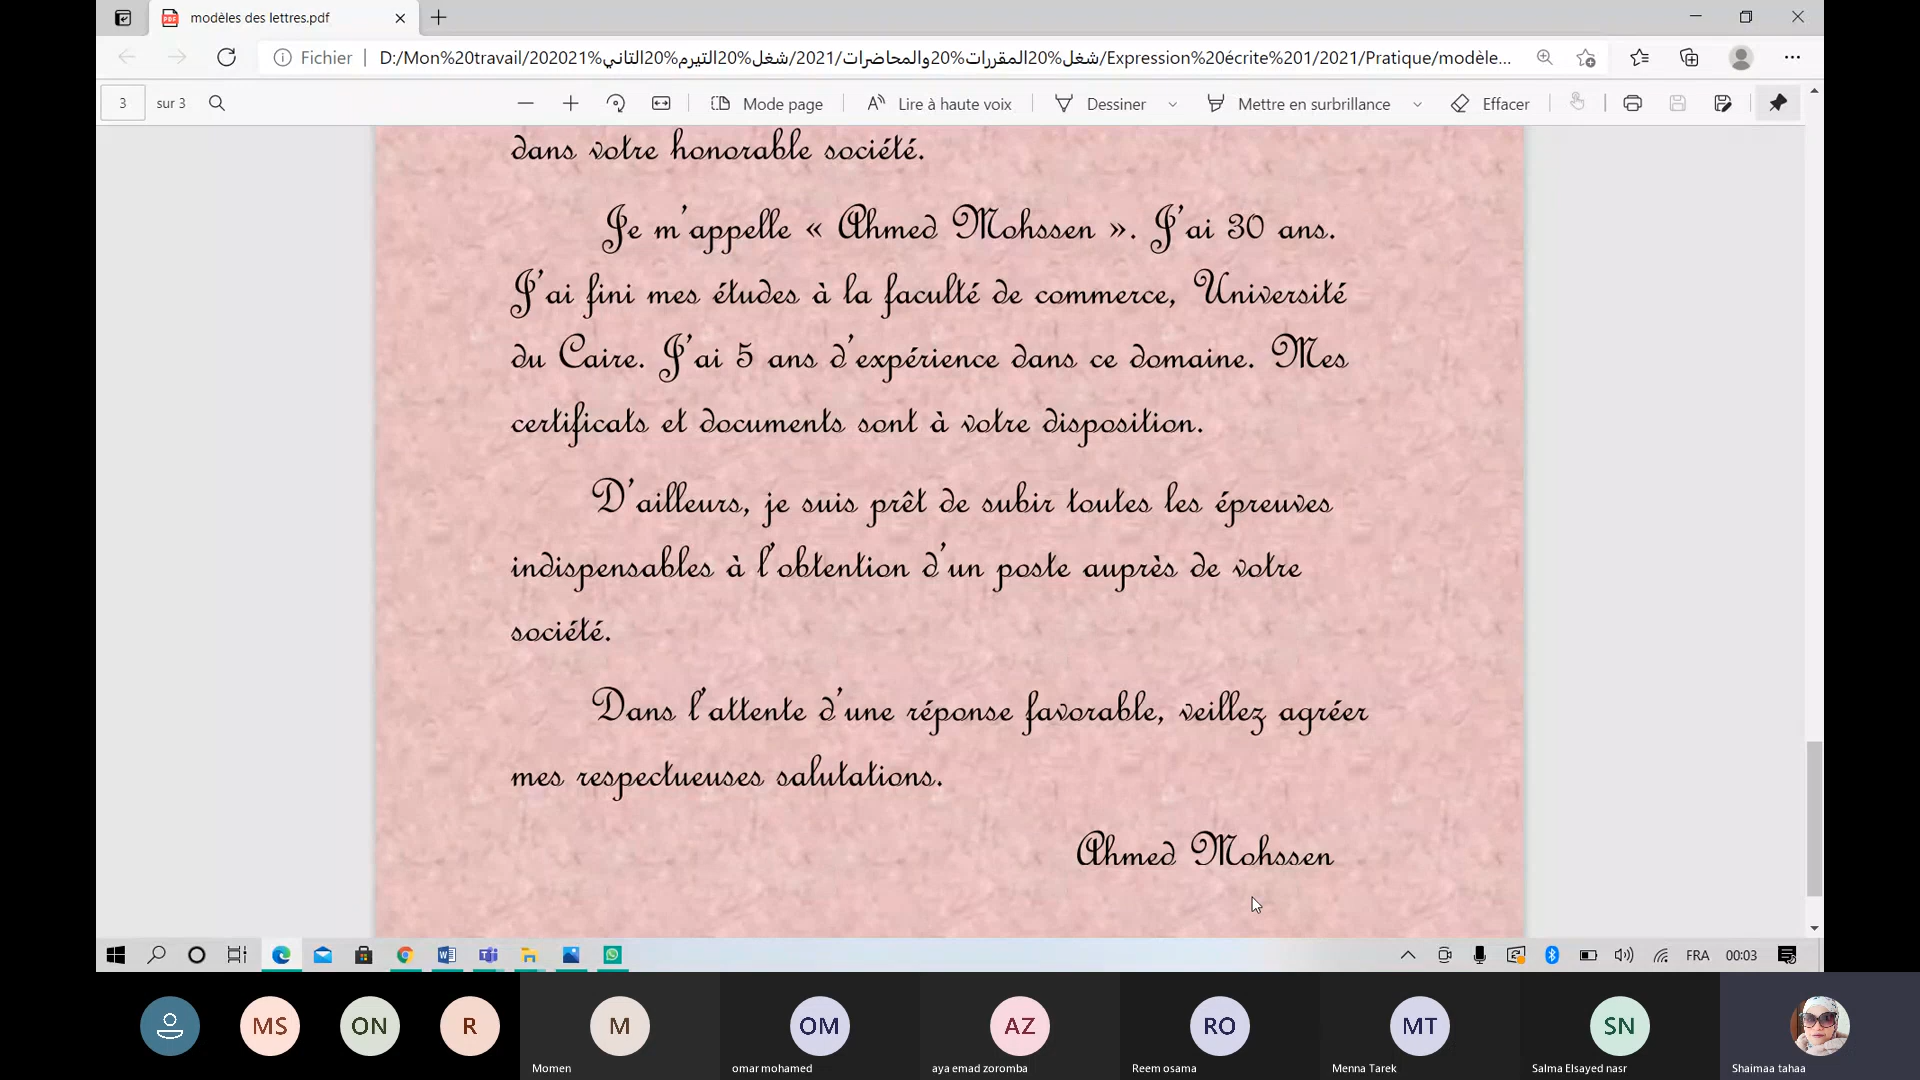 modèles des lettres.pdf
Fichier
D:/Mon%20travail/202021%شغل%20التيرم%20التاني/2021/شغل%20المقررات%20والمحاضرات/Expression%20écrite%201/2021/Pratique/modèle...
3 sur 3
Mode page
Lire à haute voix
Dessiner
Mettre en surbrillance
Effacer
dans votre honorable société.
Je m'appelle « Ahmed Mohssen ». J'ai 30 ans.
J'ai fini mes études à la faculté de commerce, Université
du Caire. J'ai 5 ans d'expérience dans ce domaine. Mes
certificats et documents sont à votre disposition.
D'ailleurs, je suis prêt de subir toutes les épreuves
indispensables à l'obtention d'un poste auprès de votre
société.
Dans l'attente d'une réponse favorable, veillez agréer
mes respectueuses salutations.
Ahmed Mohssen
FRA 00:03
MS ON R M OM AZ RO MT SN
Momen omar mohamed aya emad zoromba Reem osama Menna Tarek Salma Elsayed nasr Shaimaa tahaa